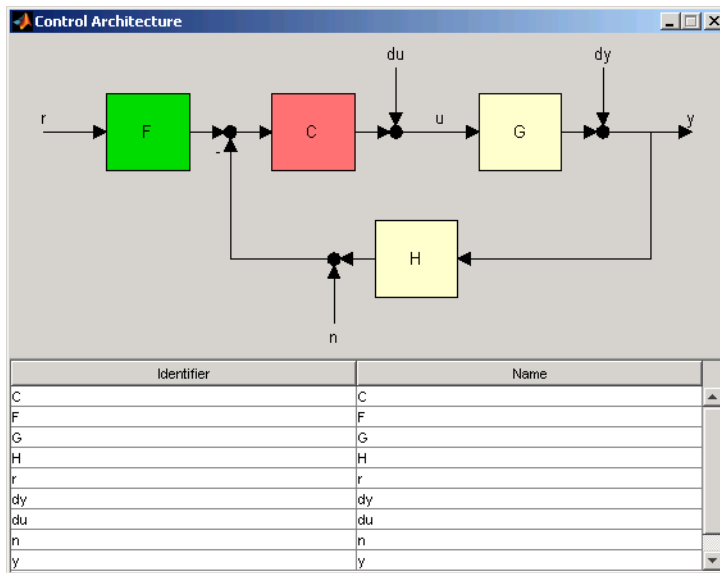 Control Architecture
du
dy
r
F
C
u
G
y
-
H
n
Identifier Name
C C
F F
G G
H H
r r
dy dy
du du
n n
y y